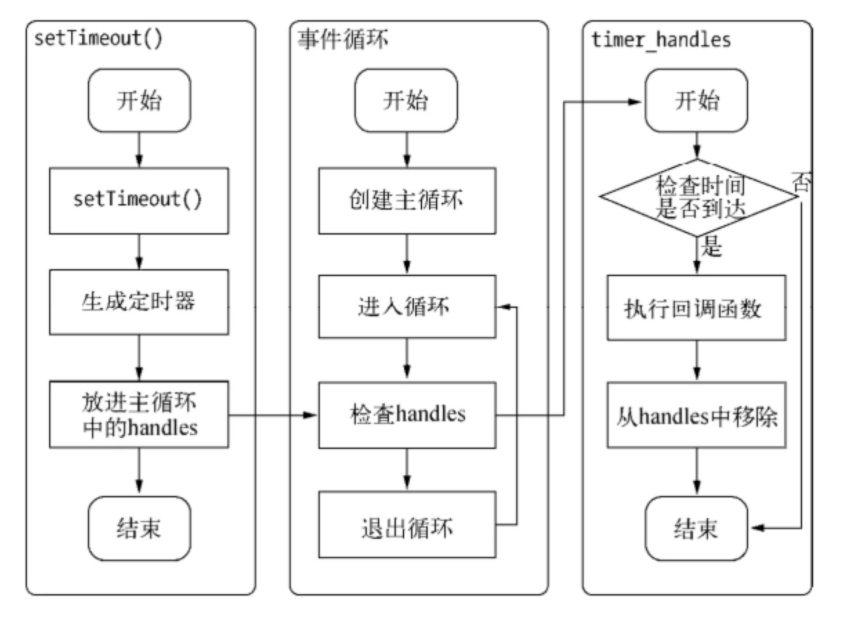 setTimeout()
开始
setTimeout()
生成定时器
放进主循环
中的handles
结束
事件循环
开始
创建主循环
进入循环
检查handles
退出循环
timer_handles
开始
检查时间
是否到达
否
是
执行回调函数
从handles中移除
结束